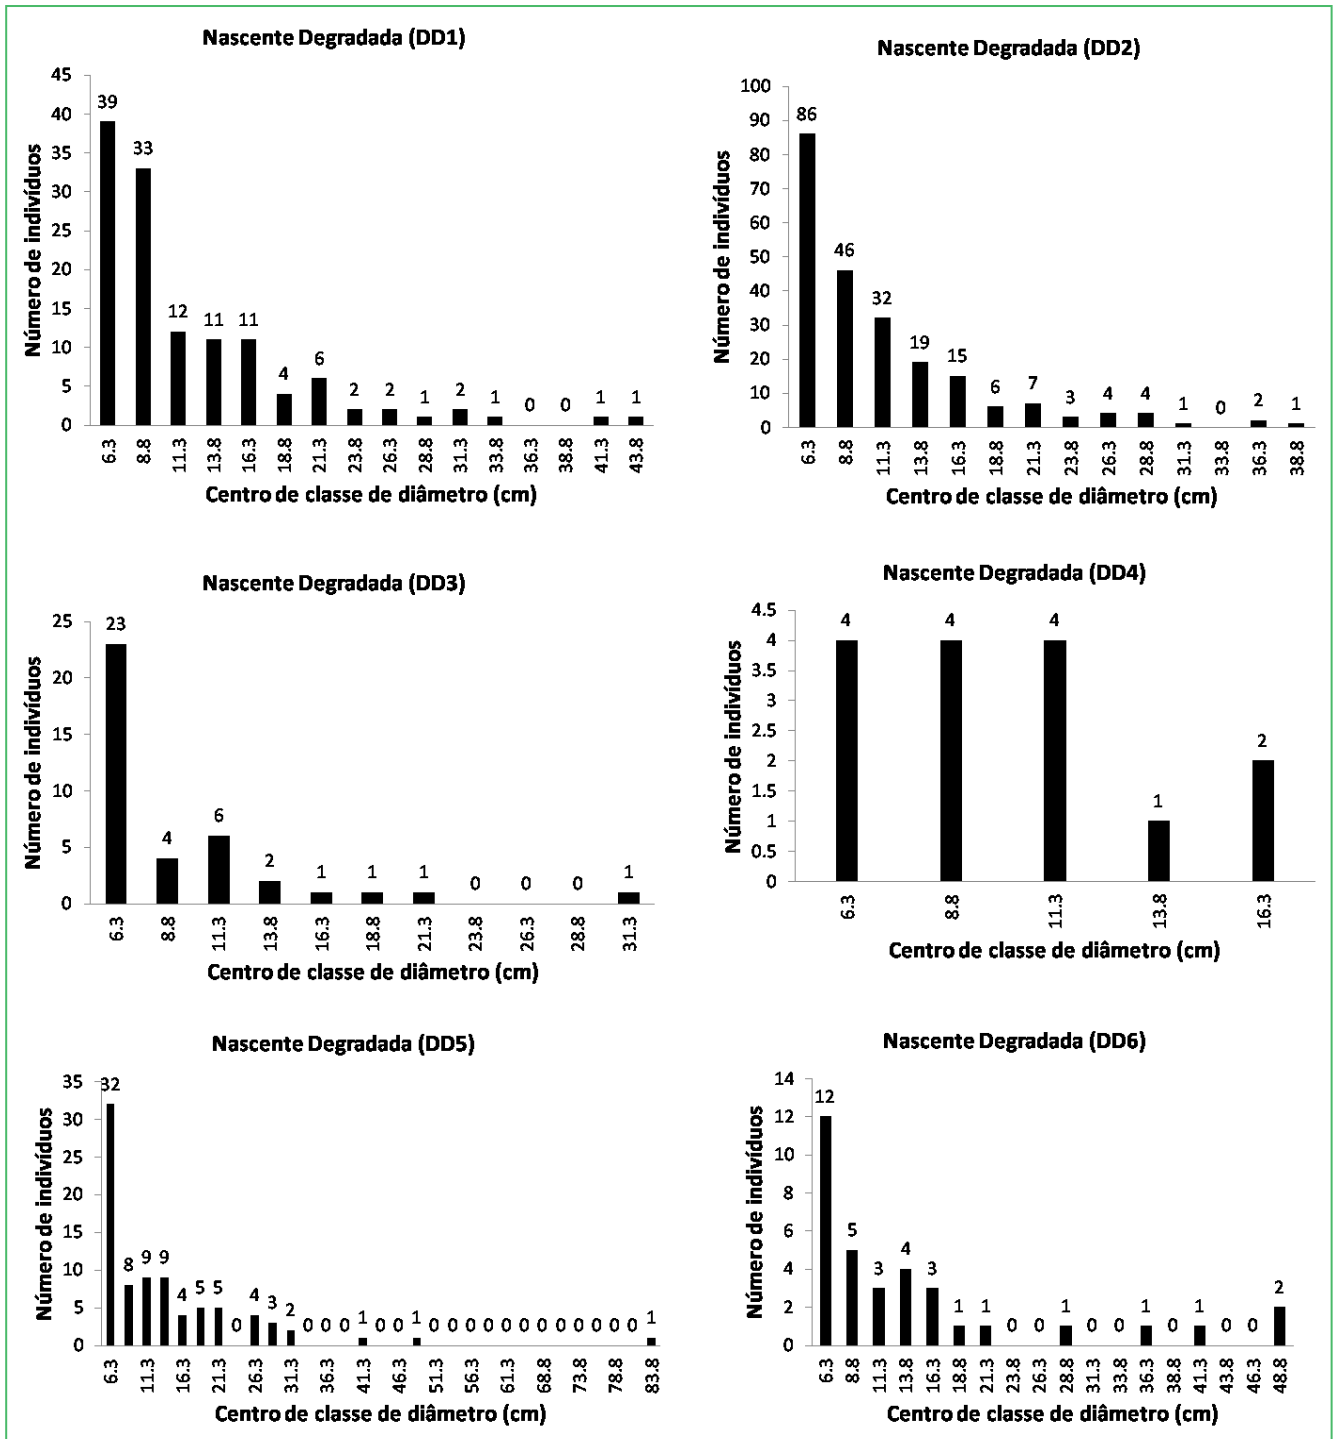 Nascente Degradada (DD1)
Número de indivíduos
45
40
35
30
25
20
15
10
5
0
39 33 12 11 11 4 6 2 2 1 2 1 0 0 1 1
6.3 8.8 11.3 13.8 16.3 18.8 21.3 23.8 26.3 28.8 31.3 33.8 36.3 38.8 41.3 43.8
Centro de classe de diâmetro (cm)
Nascente Degradada (DD2)
Número de indivíduos
100
90
80
70
60
50
40
30
20
10
0
86 46 32 19 15 6 7 3 4 4 1 0 2 1
6.3 8.8 11.3 13.8 16.3 18.8 21.3 23.8 26.3 28.8 31.3 33.8 36.3 38.8
Centro de classe de diâmetro (cm)
Nascente Degradada (DD3)
Número de indivíduos
25
20
15
10
5
0
23 4 6 2 1 1 1 0 0 0 1
6.3 8.8 11.3 13.8 16.3 18.8 21.3 23.8 26.3 28.8 31.3
Centro de classe de diâmetro (cm)
Nascente Degradada (DD4)
Número de indivíduos
4.5
4
3.5
3
2.5
2
1.5
1
0.5
0
4 4 4 1 2
6.3 8.8 11.3 13.8 16.3
Centro de classe de diâmetro (cm)
Nascente Degradada (DD5)
Número de indivíduos
35
30
25
20
15
10
5
0
32 8 9 9 4 5 5 0 4 3 2 0 0 0 1 0 0 1 0 0 0 0 0 0 0 0 0 0 0 0 1
6.3 11.3 16.3 21.3 26.3 31.3 36.3 41.3 46.3 51.3 56.3 61.3 68.8 73.8 78.8 83.8
Centro de classe de diâmetro (cm)
Nascente Degradada (DD6)
Número de indivíduos
14
12
10
8
6
4
2
0
12 5 3 4 3 1 1 0 0 1 0 0 1 0 1 0 0 2
6.3 8.8 11.3 13.8 16.3 18.8 21.3 23.8 26.3 28.8 31.3 33.8 36.3 38.8 41.3 43.8 46.3 48.8
Centro de classe de diâmetro (cm)